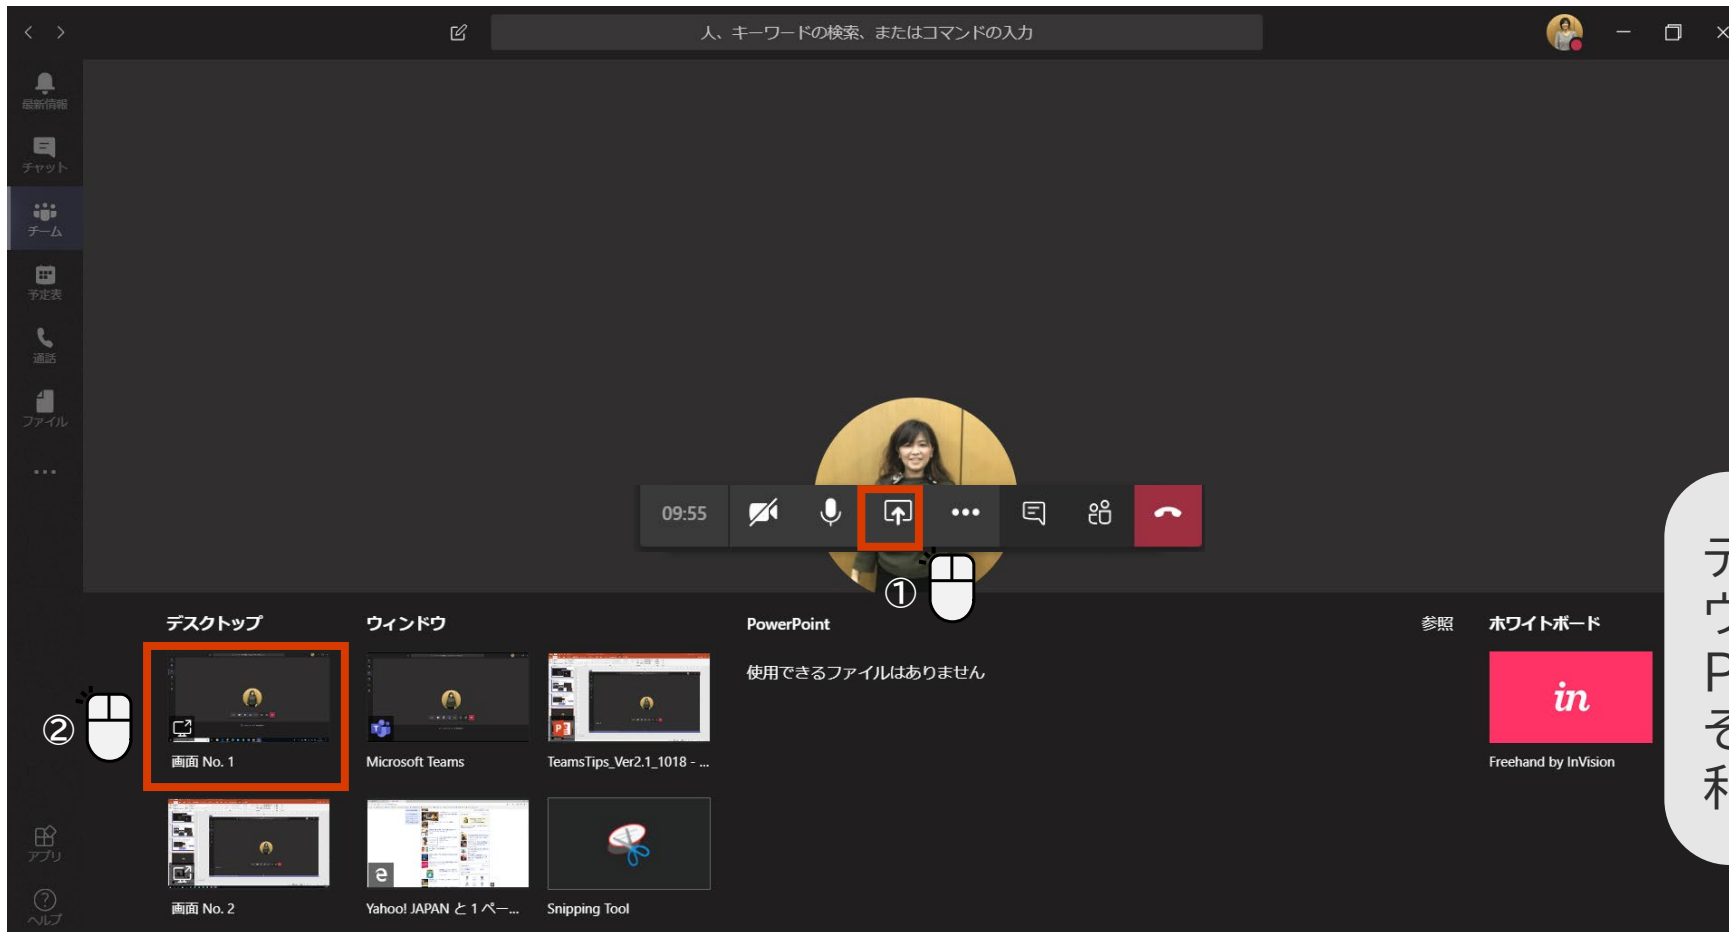 人、キーワードの検索、またはコマンドの入力
最新情報
チャット
チーム
予定表
通話
ファイル
09:55
①
デスクトップ
ウィンドウ
PowerPoint
参照
ホワイトボード
使用できるファイルはありません
in
②
画面 No. 1
Microsoft Teams
TeamsTips_Ver2.1_1018 - ...
Freehand by InVision
画面 No. 2
Yahoo! JAPAN と 1 ペー...
Snipping Tool
アプリ
ヘルプ
デ
ウ
P
そ
利